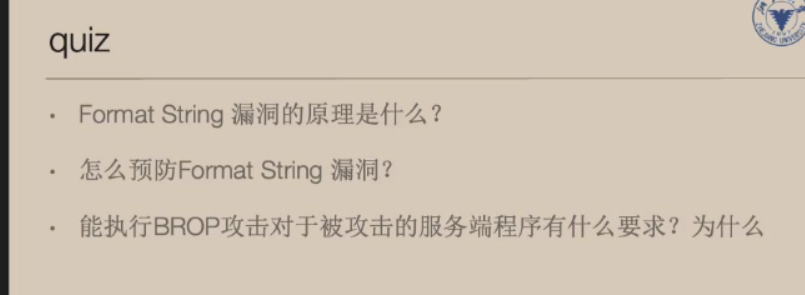 quiz
· Format String 漏洞的原理是什么？
· 怎么预防Format String 漏洞？
· 能执行BROP攻击对于被攻击的服务端程序有什么要求？为什么